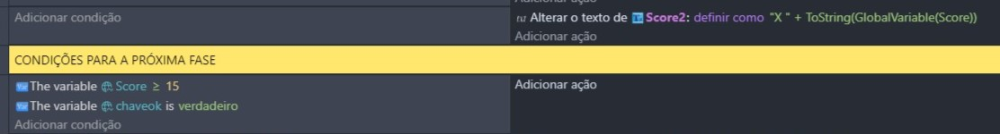 Adicionar condição
Alterar o texto de Score2: definir como "X " + ToString(GlobalVariable(Score))
Adicionar ação
CONDIÇÕES PARA A PRÓXIMA FASE
The variable Score ≥ 15
The variable chaveok is verdadeiro
Adicionar condição
Adicionar ação